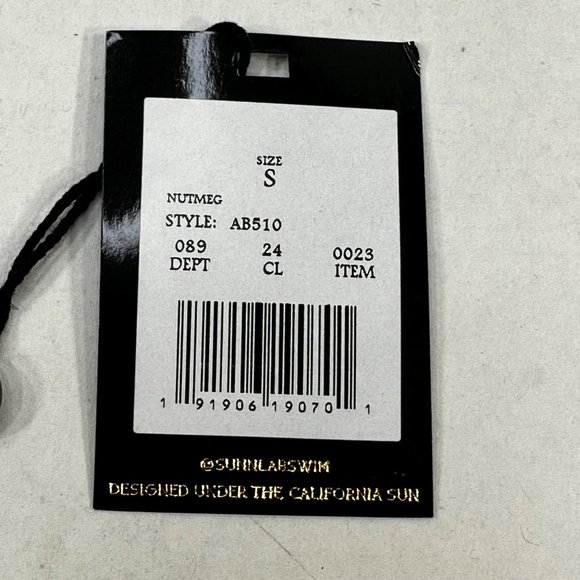 SIZE
S
NUTMEG
STYLE: AB510
089 24 0023
DEPT CL ITEM
1 91906 19070 1
@SUNNLABSWIM
DESIGNED UNDER THE CALIFORNIA SUN